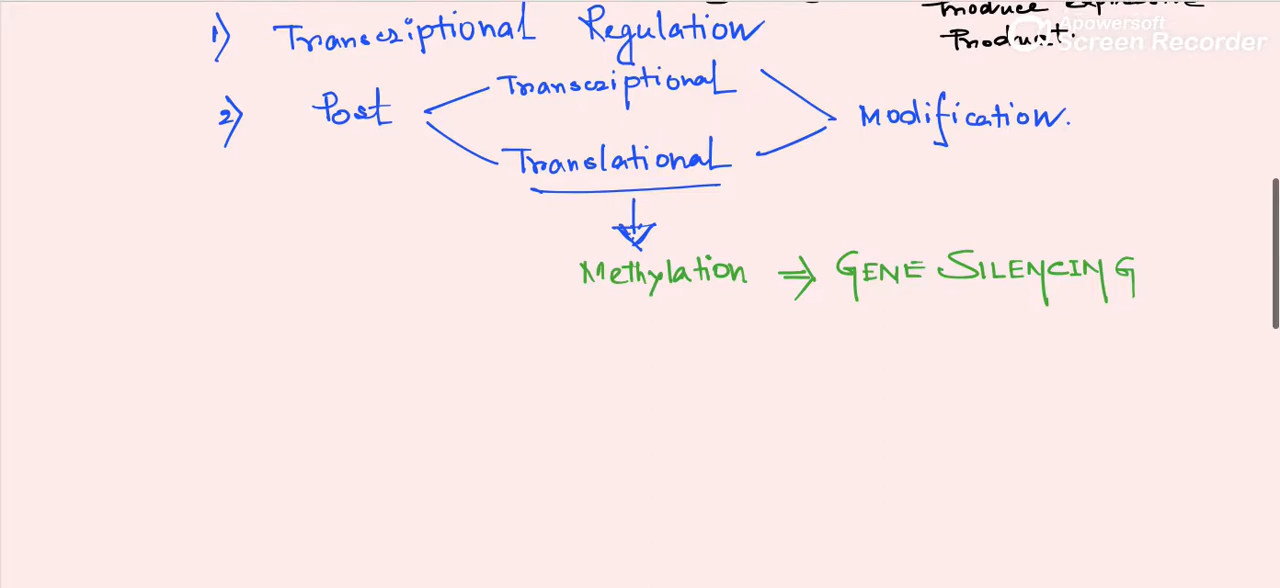 Produce
Product.
Apowersoft
Screen Recorder
1) Transcriptional Regulation
2) Post Transcriptional Modification.
Translational
Methylation ⇒ GENE SILENCING